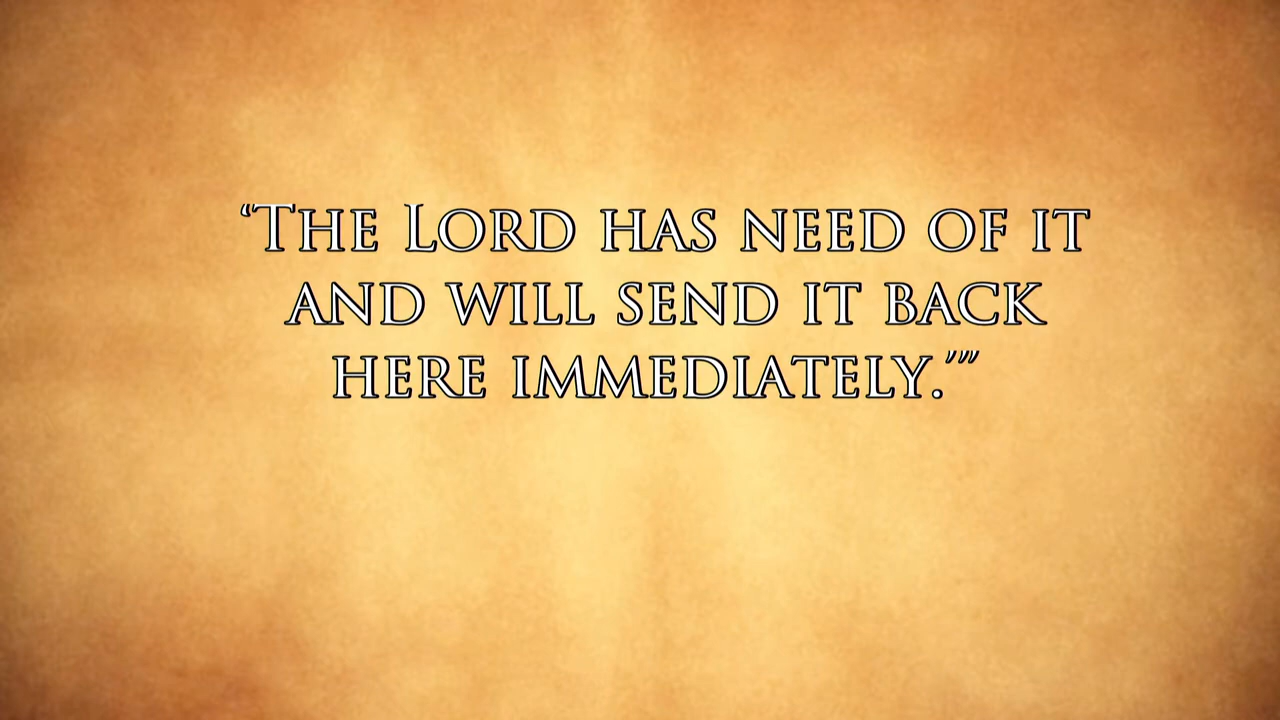 “The Lord has need of it
and will send it back
here immediately.’”